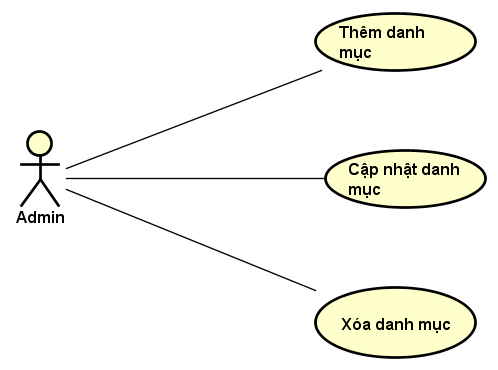 Thêm danh
mục
Cập nhật danh
mục
Admin
Xóa danh mục